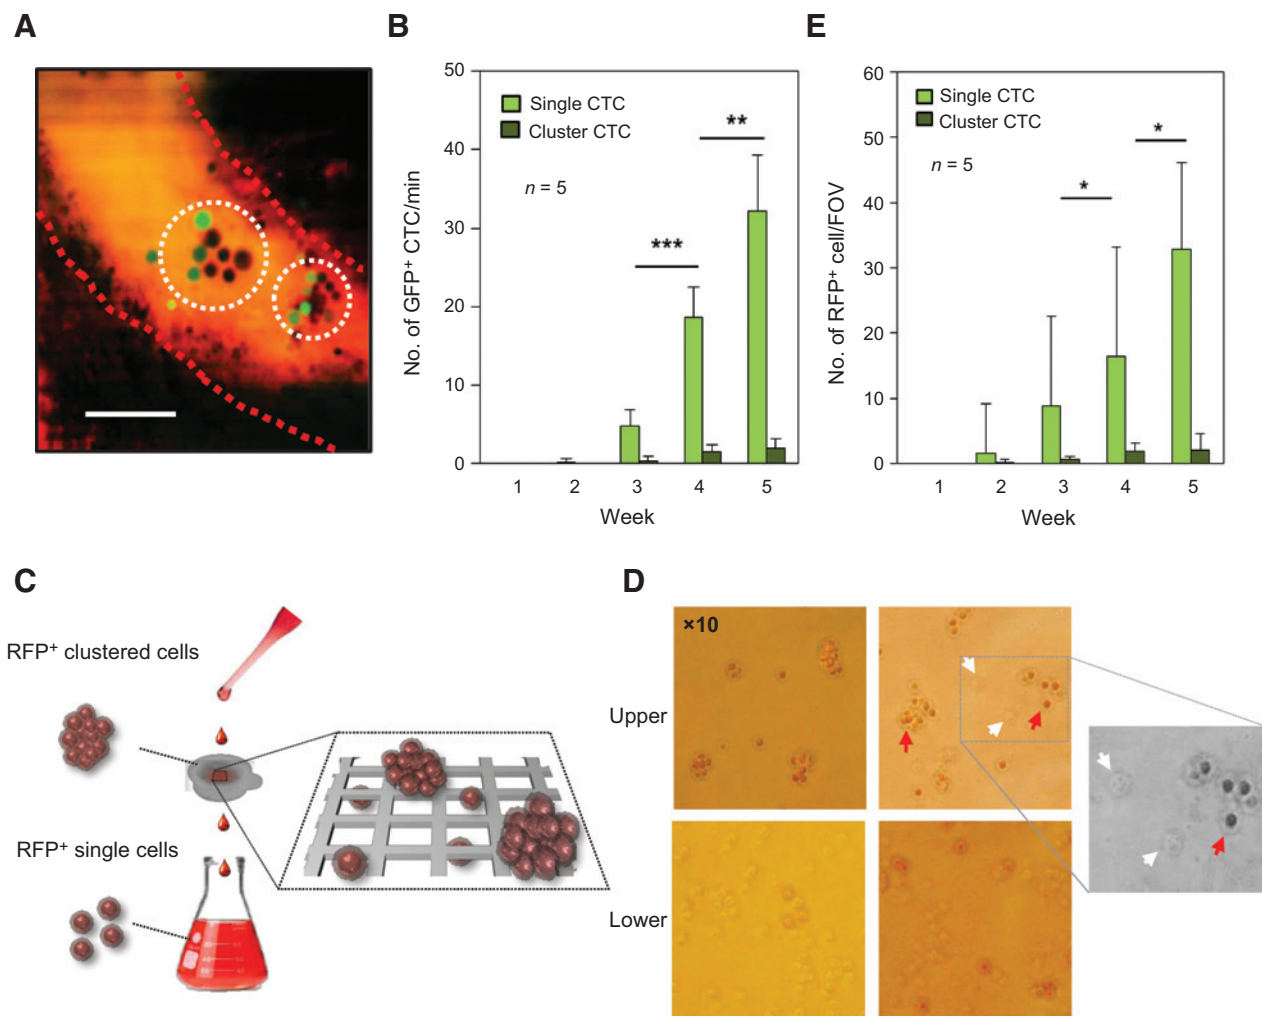 A
B
E
No. of GFP⁺ CTC/min
50
40
30
20
10
0
Single CTC
Cluster CTC
n = 5
***
**
1 2 3 4 5
Week
No. of RFP⁺ cell/FOV
60
50
40
30
20
10
0
Single CTC
Cluster CTC
n = 5
*
*
1 2 3 4 5
Week
C
RFP⁺ clustered cells
RFP⁺ single cells
D
×10
Upper
Lower